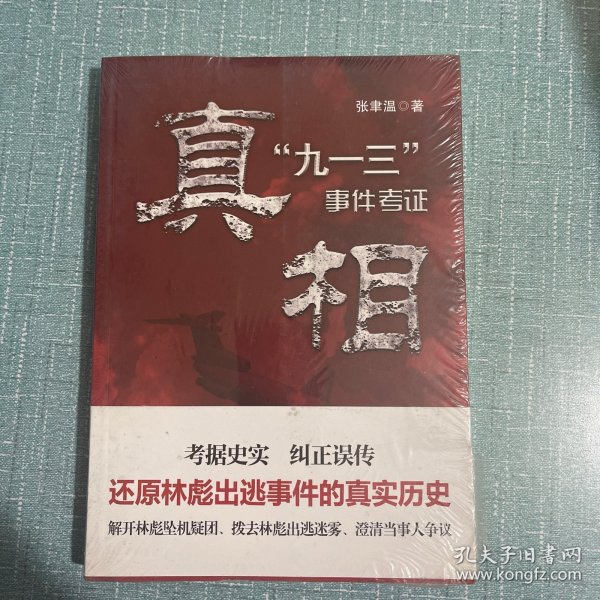 张聿温◎著
真
“九一三”
事件考证
相
考据史实 纠正误传
还原林彪出逃事件的真实历史
解开林彪坠机疑团、拨去林彪出逃迷雾、澄清当事人争议
孔夫子旧书网
www.kongfz.com